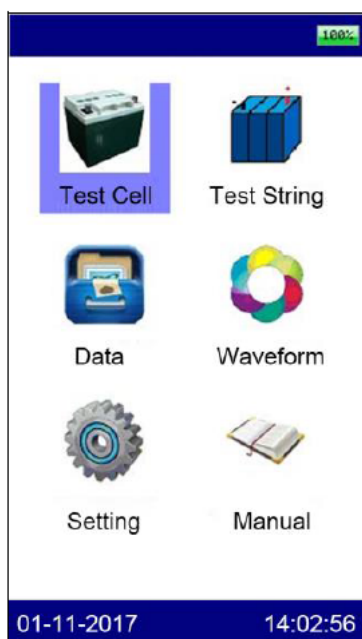 100%
Test Cell Test String
Data Waveform
Setting Manual
01-11-2017 14:02:56